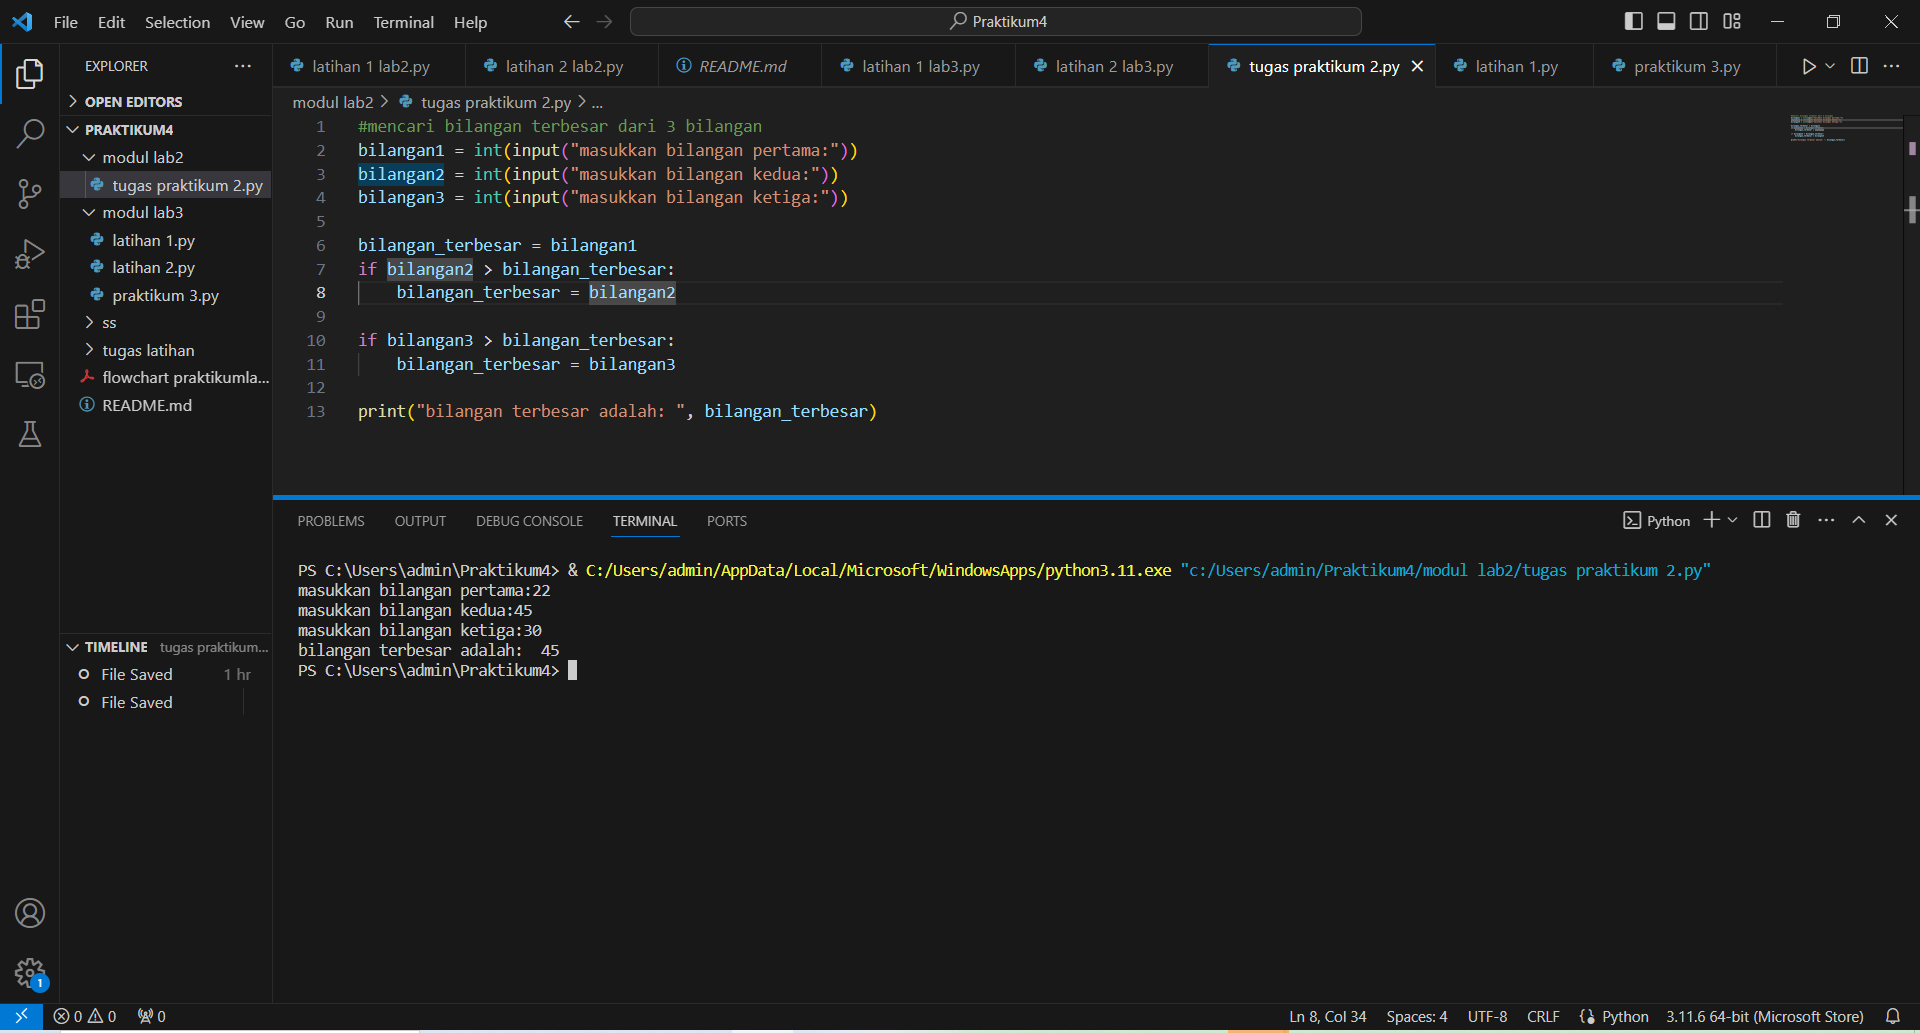 File Edit Selection View Go Run Terminal Help Praktikum4
EXPLORER
OPEN EDITORS
PRAKTIKUM4
modul lab2
tugas praktikum 2.py
modul lab3
latihan 1.py
latihan 2.py
praktikum 3.py
ss
tugas latihan
flowchart praktikumla...
README.md
TIMELINE tugas praktikum...
File Saved 1 hr
File Saved
latihan 1 lab2.py latihan 2 lab2.py README.md latihan 1 lab3.py latihan 2 lab3.py tugas praktikum 2.py latihan 1.py praktikum 3.py
modul lab2 > tugas praktikum 2.py > ...
1 #mencari bilangan terbesar dari 3 bilangan
2 bilangan1 = int(input("masukkan bilangan pertama:"))
3 bilangan2 = int(input("masukkan bilangan kedua:"))
4 bilangan3 = int(input("masukkan bilangan ketiga:"))
5
6 bilangan_terbesar = bilangan1
7 if bilangan2 > bilangan_terbesar:
8 bilangan_terbesar = bilangan2
9
10 if bilangan3 > bilangan_terbesar:
11 bilangan_terbesar = bilangan3
12
13 print("bilangan terbesar adalah: ", bilangan_terbesar)
PROBLEMS OUTPUT DEBUG CONSOLE TERMINAL PORTS Python
PS C:\Users\admin\Praktikum4> & C:/Users/admin/AppData/Local/Microsoft/WindowsApps/python3.11.exe "c:/Users/admin/Praktikum4/modul lab2/tugas praktikum 2.py"
masukkan bilangan pertama:22
masukkan bilangan kedua:45
masukkan bilangan ketiga:30
bilangan terbesar adalah:  45
PS C:\Users\admin\Praktikum4>
1
0 0 0 Ln 8, Col 34 Spaces: 4 UTF-8 CRLF Python 3.11.6 64-bit (Microsoft Store)